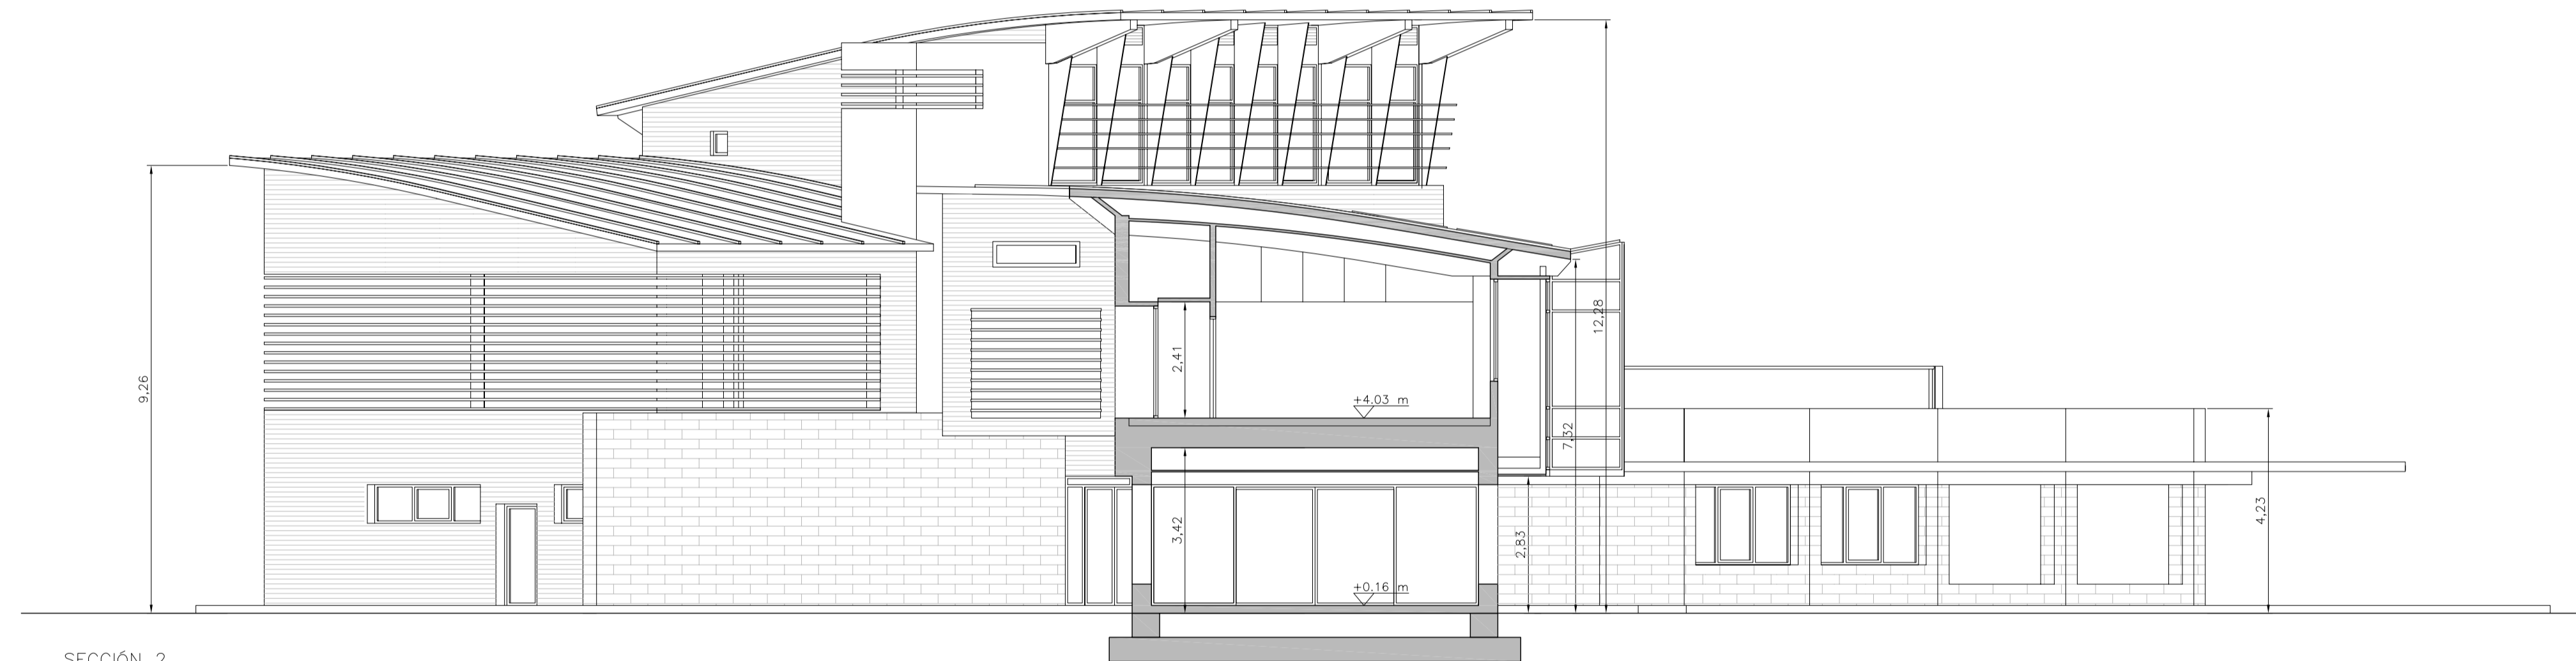 12,28
9,26
2,41
+4.03 m
7,32
3,42
2,83
4,23
+0.16 m
SECCIÓN 2